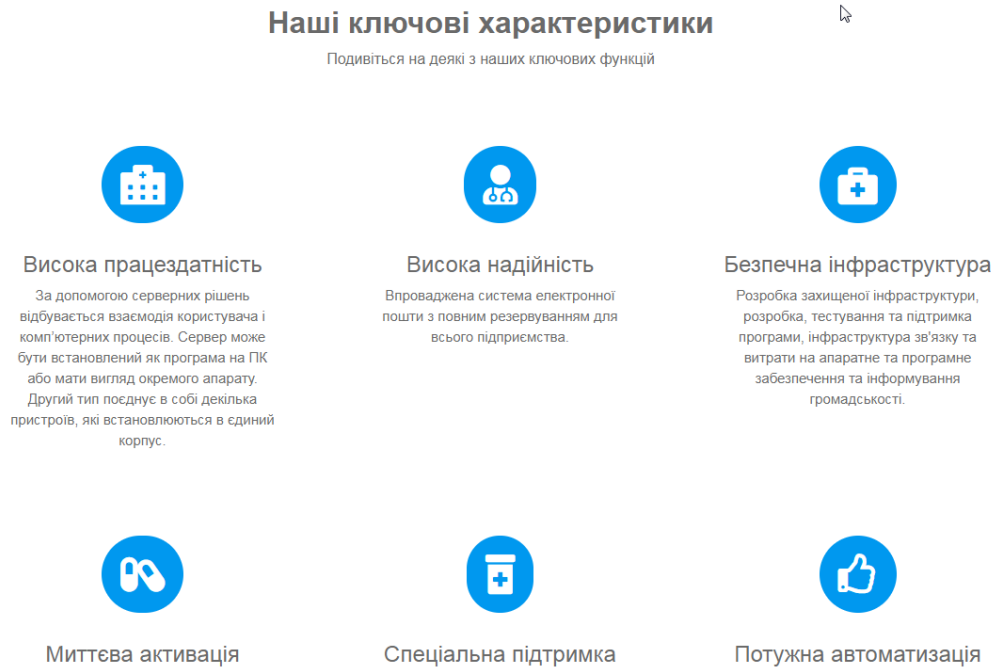 Наші ключові характеристики
Подивіться на деякі з наших ключових функцій
Висока працездатність
За допомогою серверних рішень
відбувається взаємодія користувача і
комп'ютерних процесів. Сервер може
бути встановлений як програма на ПК
або мати вигляд окремого апарату.
Другий тип поєднує в собі декілька
пристроїв, які встановлюються в єдиний
корпус.
Висока надійність
Впроваджена система електронної
пошти з повним резервуванням для
всього підприємства.
Безпечна інфраструктура
Розробка захищеної інфраструктури,
розробка, тестування та підтримка
програми, інфраструктура зв'язку та
витрати на апаратне та програмне
забезпечення та інформування
громадськості.
Миттєва активація
Спеціальна підтримка
Потужна автоматизація